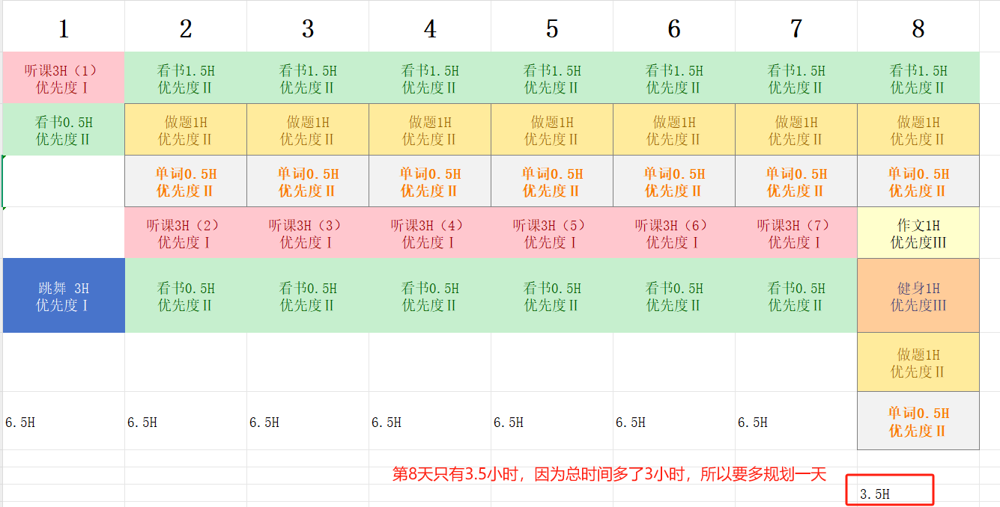 1 2 3 4 5 6 7 8
听课3H（1） 看书1.5H 看书1.5H 看书1.5H 看书1.5H 看书1.5H 看书1.5H 看书1.5H
优先度Ⅰ 优先度Ⅱ 优先度Ⅱ 优先度Ⅱ 优先度Ⅱ 优先度Ⅱ 优先度Ⅱ 优先度Ⅱ
看书0.5H 做题1H 做题1H 做题1H 做题1H 做题1H 做题1H 做题1H
优先度Ⅱ 优先度Ⅱ 优先度Ⅱ 优先度Ⅱ 优先度Ⅱ 优先度Ⅱ 优先度Ⅱ 优先度Ⅱ
单词0.5H 单词0.5H 单词0.5H 单词0.5H 单词0.5H 单词0.5H 单词0.5H
优先度Ⅱ 优先度Ⅱ 优先度Ⅱ 优先度Ⅱ 优先度Ⅱ 优先度Ⅱ 优先度Ⅱ
听课3H（2） 听课3H（3） 听课3H（4） 听课3H（5） 听课3H（6） 听课3H（7） 作文1H
优先度Ⅰ 优先度Ⅰ 优先度Ⅰ 优先度Ⅰ 优先度Ⅰ 优先度Ⅰ 优先度Ⅲ
跳舞 3H 看书0.5H 看书0.5H 看书0.5H 看书0.5H 看书0.5H 看书0.5H 健身1H
优先度Ⅰ 优先度Ⅱ 优先度Ⅱ 优先度Ⅱ 优先度Ⅱ 优先度Ⅱ 优先度Ⅱ 优先度Ⅲ
做题1H
优先度Ⅱ
单词0.5H
优先度Ⅱ
6.5H 6.5H 6.5H 6.5H 6.5H 6.5H 6.5H
第8天只有3.5小时，因为总时间多了3小时，所以要多规划一天
3.5H